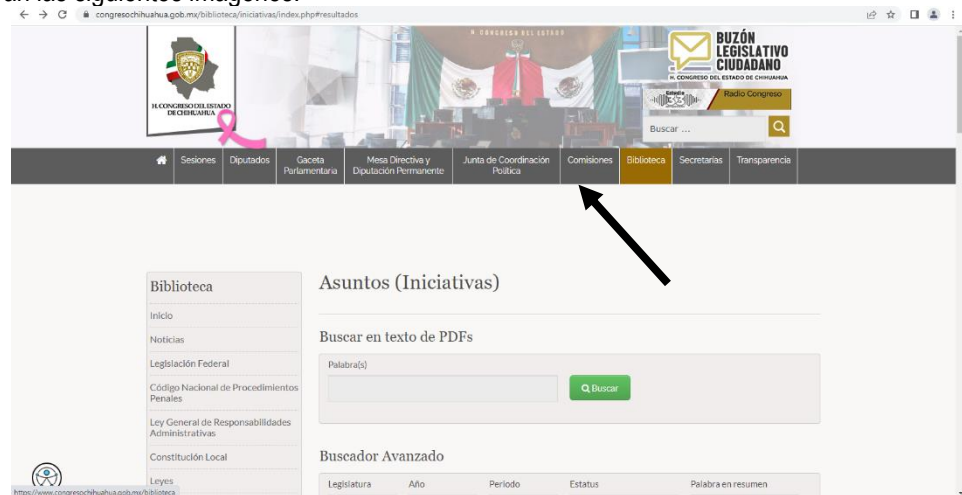 an las siguientes imágenes:
congresochihuahua.gob.mx/biblioteca/iniciativas/index.php#resultados
H. CONGRESO DEL ESTADO
BUZÓN
LEGISLATIVO
CIUDADANO
H. CONGRESO DEL ESTADO DE CHIHUAHUA
H. CONGRESO DEL ESTADO
DE CHIHUAHUA
Radio Congreso
Buscar ...
Sesiones Diputados Gaceta Parlamentaria Mesa Directiva y Diputación Permanente Junta de Coordinación Política Comisiones Biblioteca Secretarías Transparencia
Biblioteca
Inicio
Noticias
Legislación Federal
Código Nacional de Procedimientos
Penales
Ley General de Responsabilidades
Administrativas
Constitución Local
Leyes
Asuntos (Iniciativas)
Buscar en texto de PDFs
Palabra(s)
Buscar
Buscador Avanzado
Legislatura Año Periodo Estatus Palabra en resumen
https://www.congresochihuahua.gob.mx/biblioteca